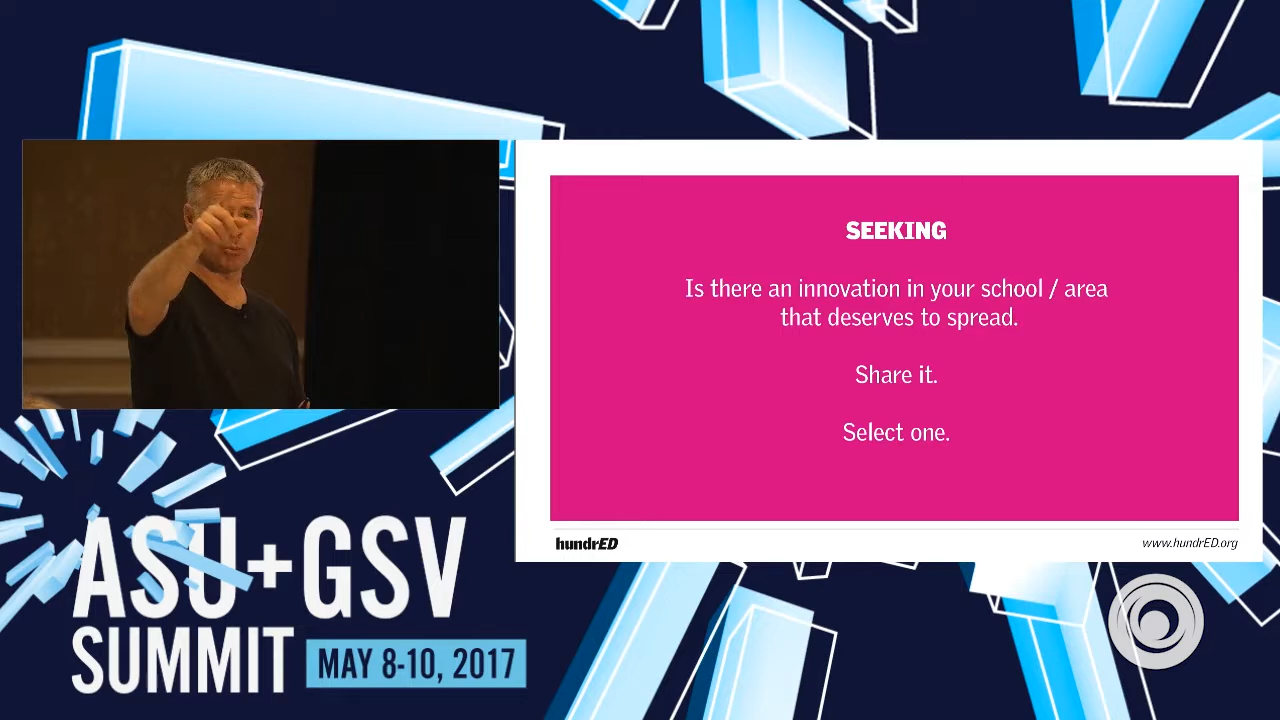 SEEKING
Is there an innovation in your school / area
that deserves to spread.
Share it.
Select one.
hundrED
www.hundrED.org
ASU+GSV
SUMMIT
MAY 8-10, 2017